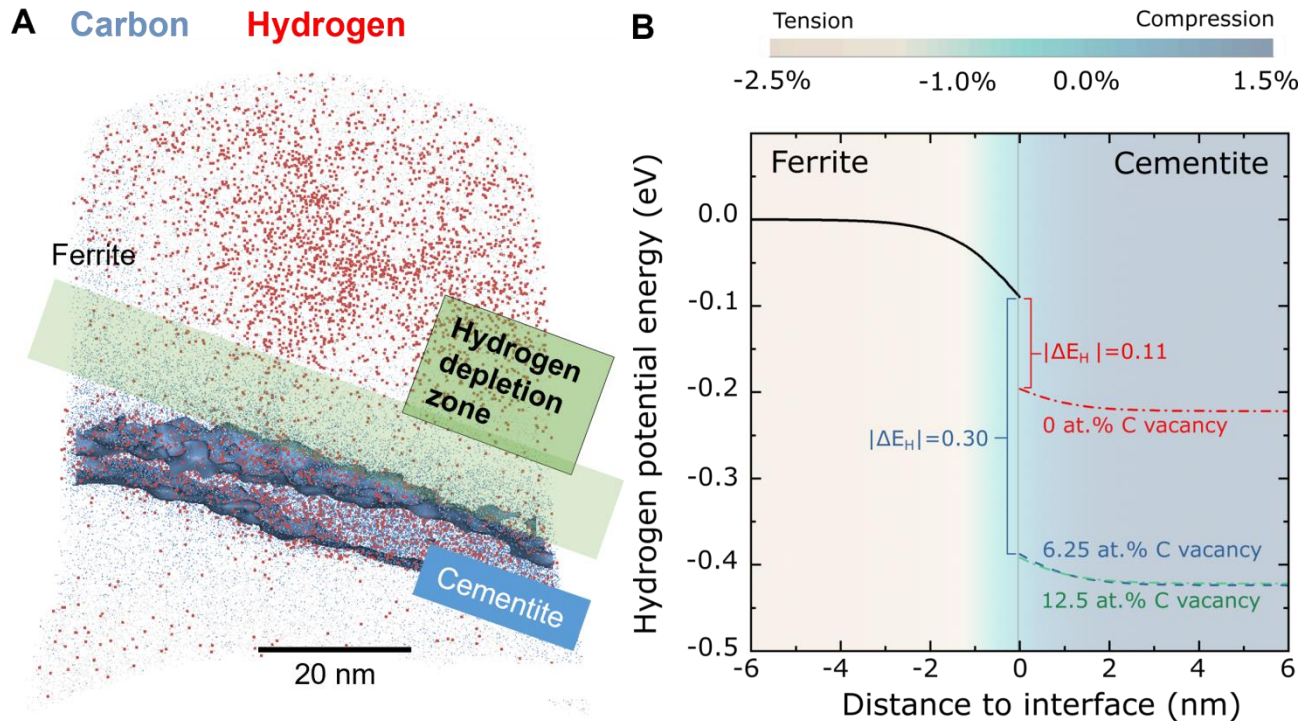 A Carbon Hydrogen
Ferrite
Hydrogen
depletion
zone
Cementite
20 nm
B
Tension Compression
-2.5% -1.0% 0.0% 1.5%
Hydrogen potential energy (eV)
Ferrite Cementite
0.0
-0.1
-0.2
-0.3
-0.4
-0.5
|ΔE_H|=0.11
0 at.% C vacancy
|ΔE_H|=0.30
6.25 at.% C vacancy
12.5 at.% C vacancy
-6 -4 -2 0 2 4 6
Distance to interface (nm)